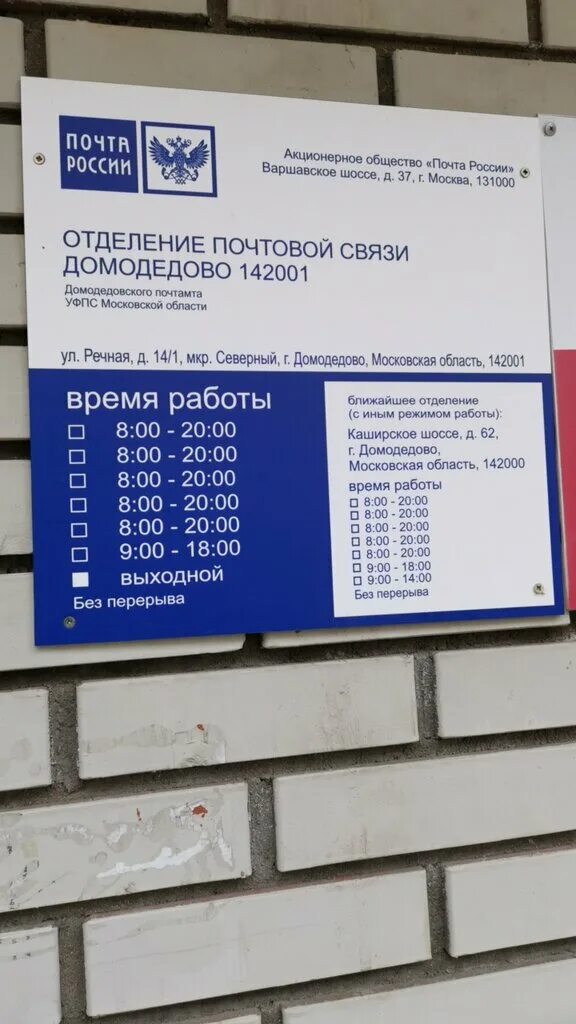 ПОЧТА
РОССИИ
Акционерное общество «Почта России»
Варшавское шоссе, д. 37, г. Москва, 131000
ОТДЕЛЕНИЕ ПОЧТОВОЙ СВЯЗИ
ДОМОДЕДОВО 142001
Домодедовского почтамта
УФПС Московской области
ул. Речная, д. 14/1, мкр. Северный, г. Домодедово, Московская область, 142001
время работы
8:00 - 20:00
8:00 - 20:00
8:00 - 20:00
8:00 - 20:00
8:00 - 20:00
9:00 - 18:00
выходной
Без перерыва
ближайшее отделение
(с иным режимом работы):
Каширское шоссе, д. 62,
г. Домодедово,
Московская область, 142000
время работы
8:00 - 20:00
8:00 - 20:00
8:00 - 20:00
8:00 - 20:00
8:00 - 20:00
9:00 - 18:00
9:00 - 14:00
Без перерыва